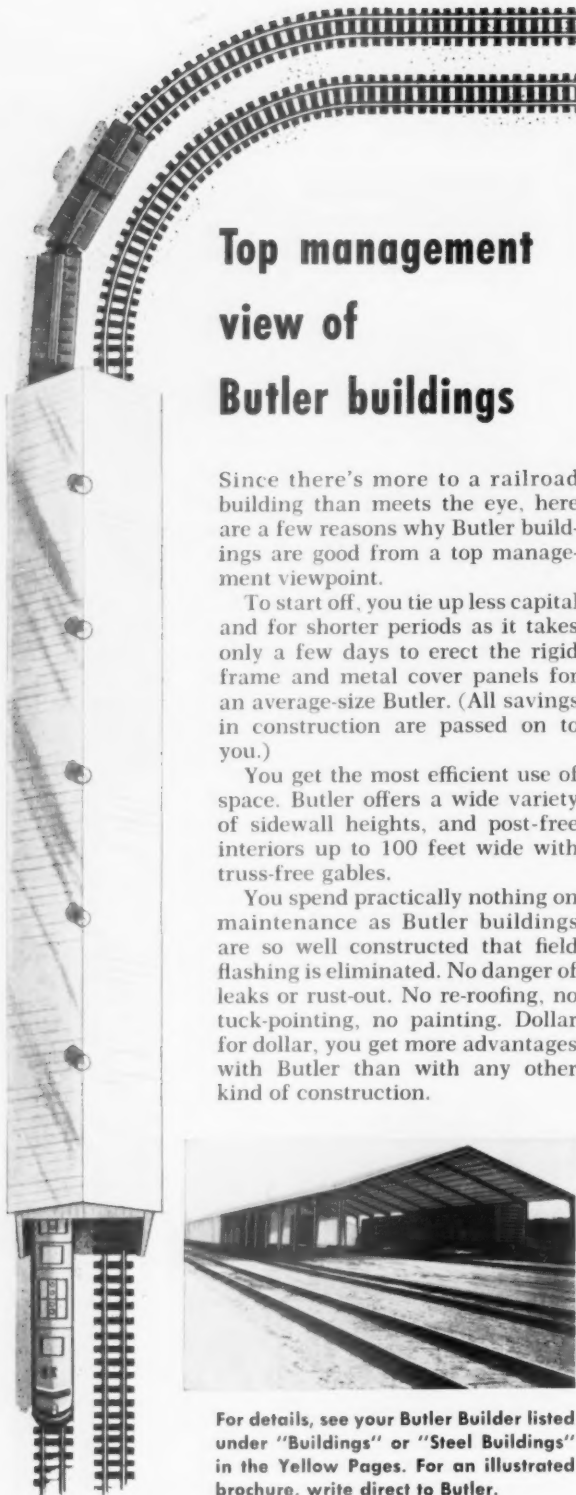 Top management
view of
Butler buildings
Since there's more to a railroad
building than meets the eye, here
are a few reasons why Butler build-
ings are good from a top manage-
ment viewpoint.
To start off, you tie up less capital
and for shorter periods as it takes
only a few days to erect the rigid
frame and metal cover panels for
an average-size Butler. (All savings
in construction are passed on to
you.)
You get the most efficient use of
space. Butler offers a wide variety
of sidewall heights, and post-free
interiors up to 100 feet wide with
truss-free gables.
You spend practically nothing on
maintenance as Butler buildings
are so well constructed that field
flashing is eliminated. No danger of
leaks or rust-out. No re-roofing, no
tuck-pointing, no painting. Dollar
for dollar, you get more advantages
with Butler than with any other
kind of construction.
For details, see your Butler Builder listed
under "Buildings" or "Steel Buildings"
in the Yellow Pages. For an illustrated
brochure, write direct to Butler.